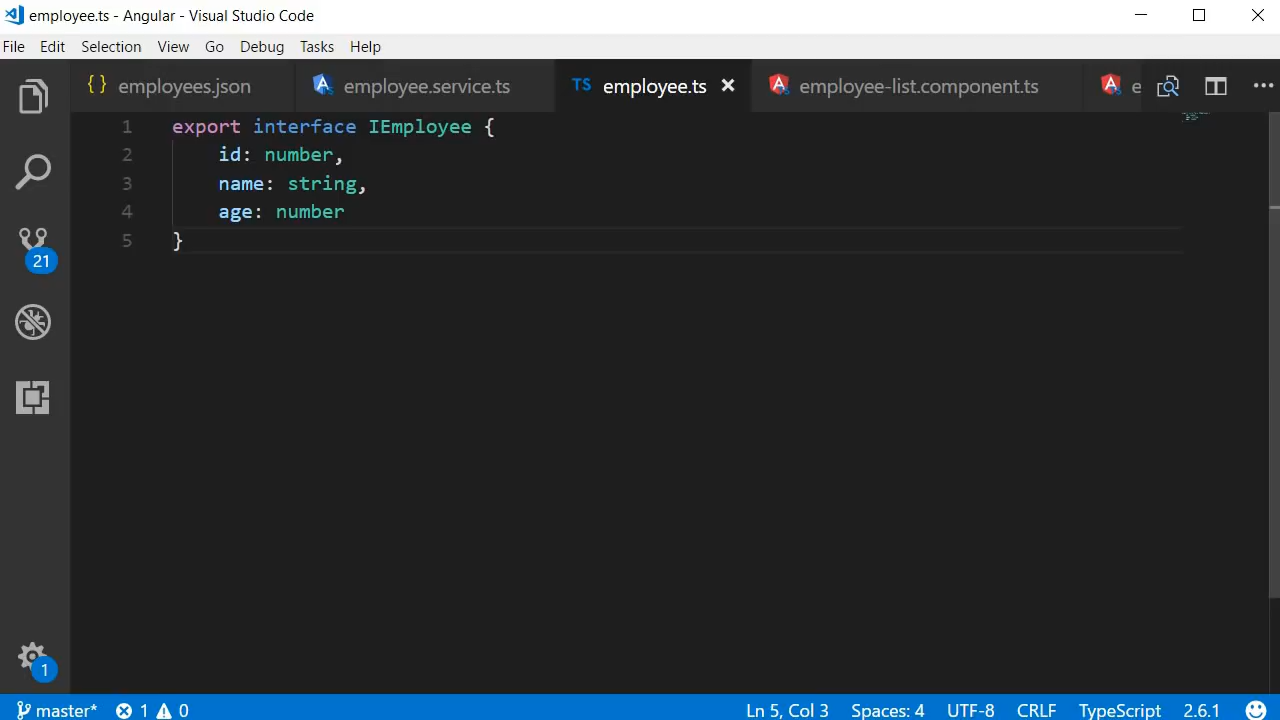 employee.ts - Angular - Visual Studio Code
File Edit Selection View Go Debug Tasks Help
{} employees.json employee.service.ts TS employee.ts employee-list.component.ts e
1 export interface IEmployee {
2 id: number,
3 name: string,
4 age: number
5 }
21
1
master* 1 0 Ln 5, Col 3 Spaces: 4 UTF-8 CRLF TypeScript 2.6.1